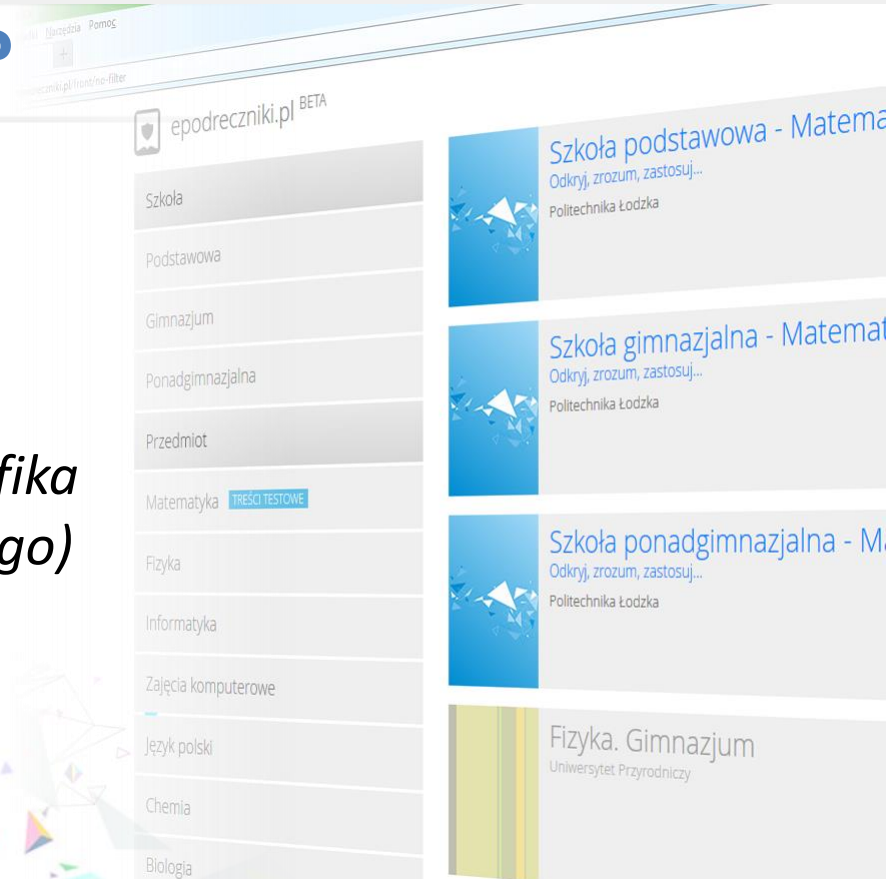 Narzędzia Pomoc
+
epodreczniki.pl BETA
Szkoła
Podstawowa
Gimnazjum
Ponadgimnazjalna
Przedmiot
Matematyka TREŚCI TESTOWE
Fizyka
Informatyka
Zajęcia komputerowe
Język polski
Chemia
Biologia
fika
go)
Szkoła podstawowa - Matema
Odkryj, zrozum, zastosuj...
Politechnika Łodzka
Szkoła gimnazjalna - Matemat
Odkryj, zrozum, zastosuj...
Politechnika Łodzka
Szkoła ponadgimnazjalna - Ma
Odkryj, zrozum, zastosuj...
Politechnika Łodzka
Fizyka. Gimnazjum
Uniwersytet Przyrodniczy